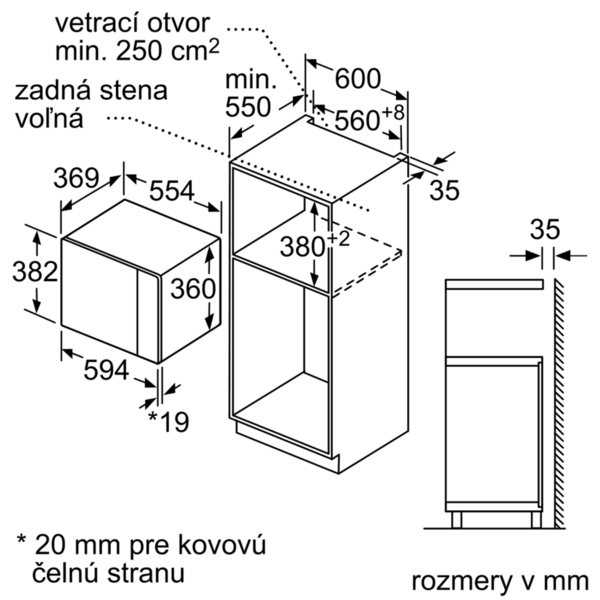 vetrací otvor
min. 250 cm2
zadná stena
voľná
min.
550
600
560+8
35
369
554
382
360
380+2
594
*19
35
* 20 mm pre kovovú
čelnú stranu
rozmery v mm